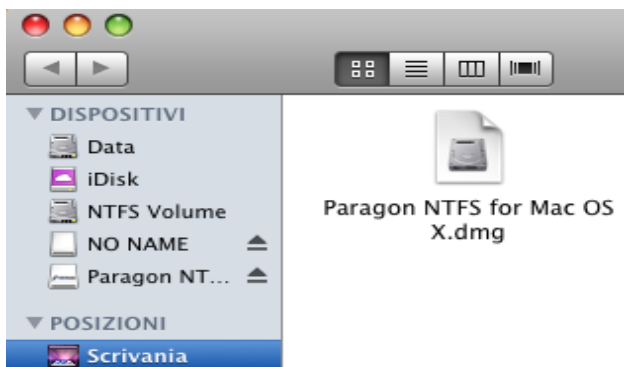 DISPOSITIVI
Data
iDisk
NTFS Volume
NO NAME
Paragon NT...
POSIZIONI
Scrivania
Paragon NTFS for Mac OS
X.dmg